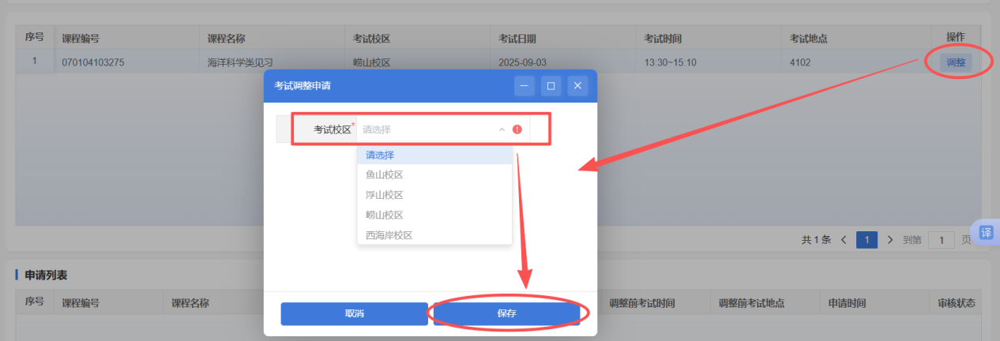 序号 课程编号 课程名称 考试校区 考试日期 考试时间 考试地点 操作
1 070104103275 海洋科学类见习 崂山校区 2025-09-03 13:30~15:10 4102 调整
考试调整申请
考试校区* 请选择
请选择
鱼山校区
浮山校区
崂山校区
西海岸校区
共 1 条 1 到第 1 页
译
申请列表
序号 课程编号 课程名称 调整前考试时间 调整前考试地点 申请时间 审核状态
取消 保存